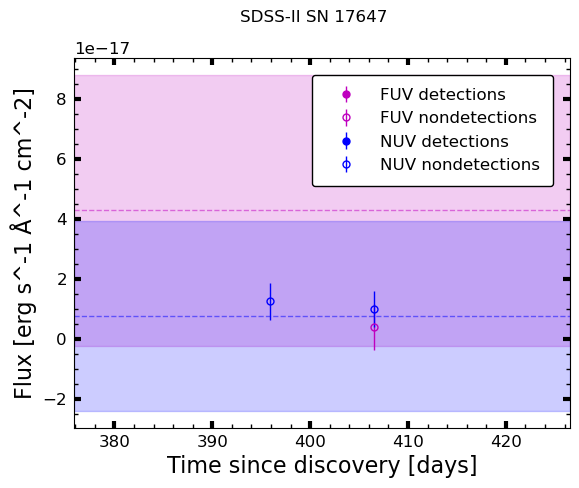 SDSS-II SN 17647
1e−17
FUV detections
FUV nondetections
NUV detections
NUV nondetections
8
6
4
2
0
−2
Flux [erg s^-1 Å^-1 cm^-2]
380 390 400 410 420
Time since discovery [days]